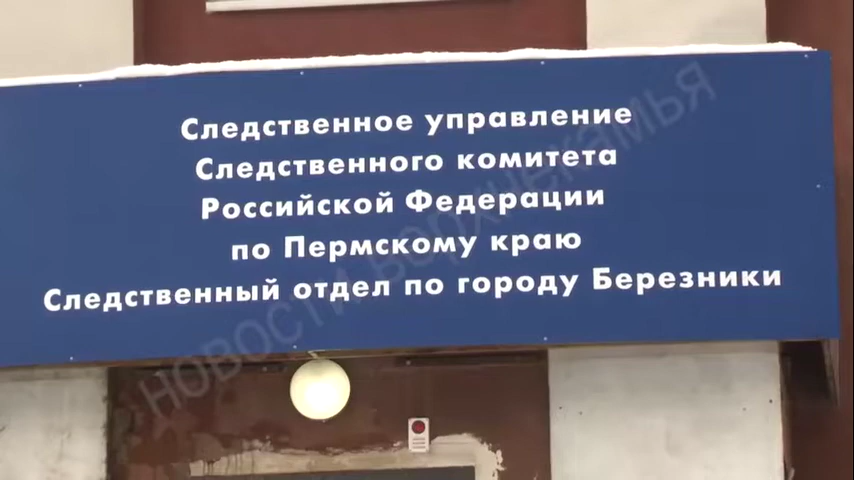 Следственное управление
Следственного комитета
Российской Федерации
по Пермскому краю
Следственный отдел по городу Березники
новости верхнекамья